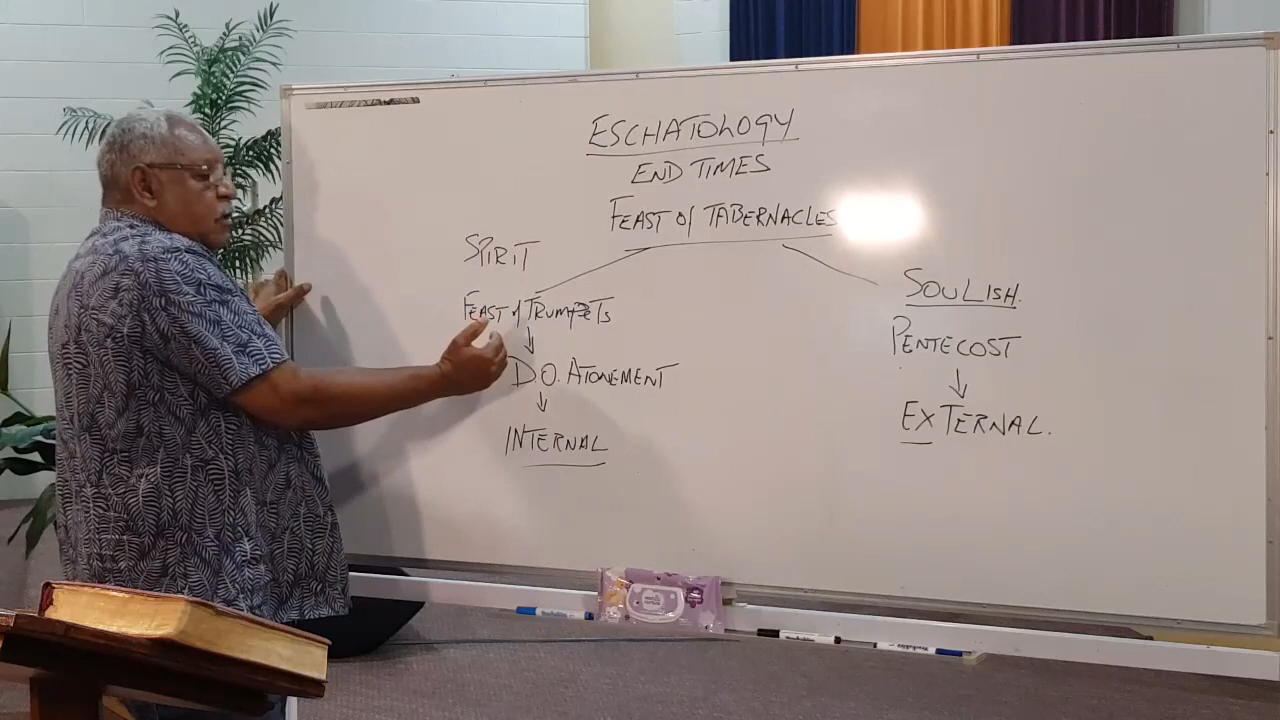 ESCHATOLOGY
END TIMES
FEAST of TABERNACLES
SPIRIT
FEAST of TRUMPETS
D.O. ATONEMENT
INTERNAL
SOULISH.
PENTECOST
EXTERNAL.